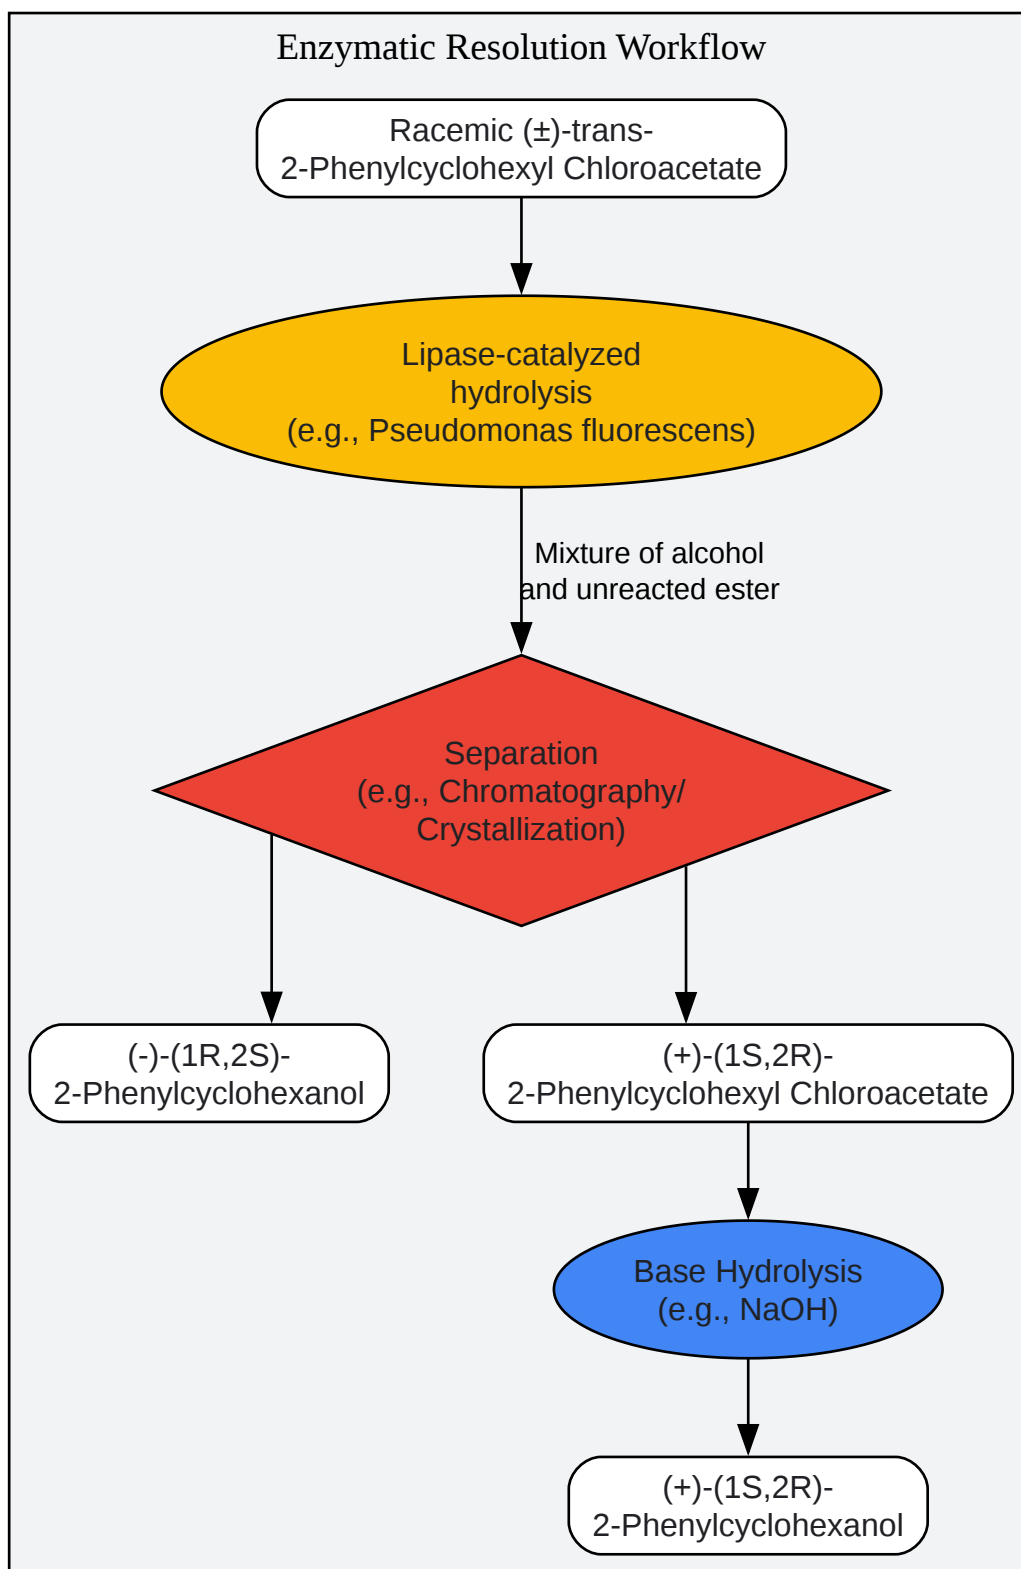 Enzymatic Resolution Workflow
Racemic (±)-trans-
2-Phenylcyclohexyl Chloroacetate
Lipase-catalyzed
hydrolysis
(e.g., Pseudomonas fluorescens)
Mixture of alcohol
and unreacted ester
Separation
(e.g., Chromatography/
Crystallization)
(-)-(1R,2S)-
2-Phenylcyclohexanol
(+)-(1S,2R)-
2-Phenylcyclohexyl Chloroacetate
Base Hydrolysis
(e.g., NaOH)
(+)-(1S,2R)-
2-Phenylcyclohexanol